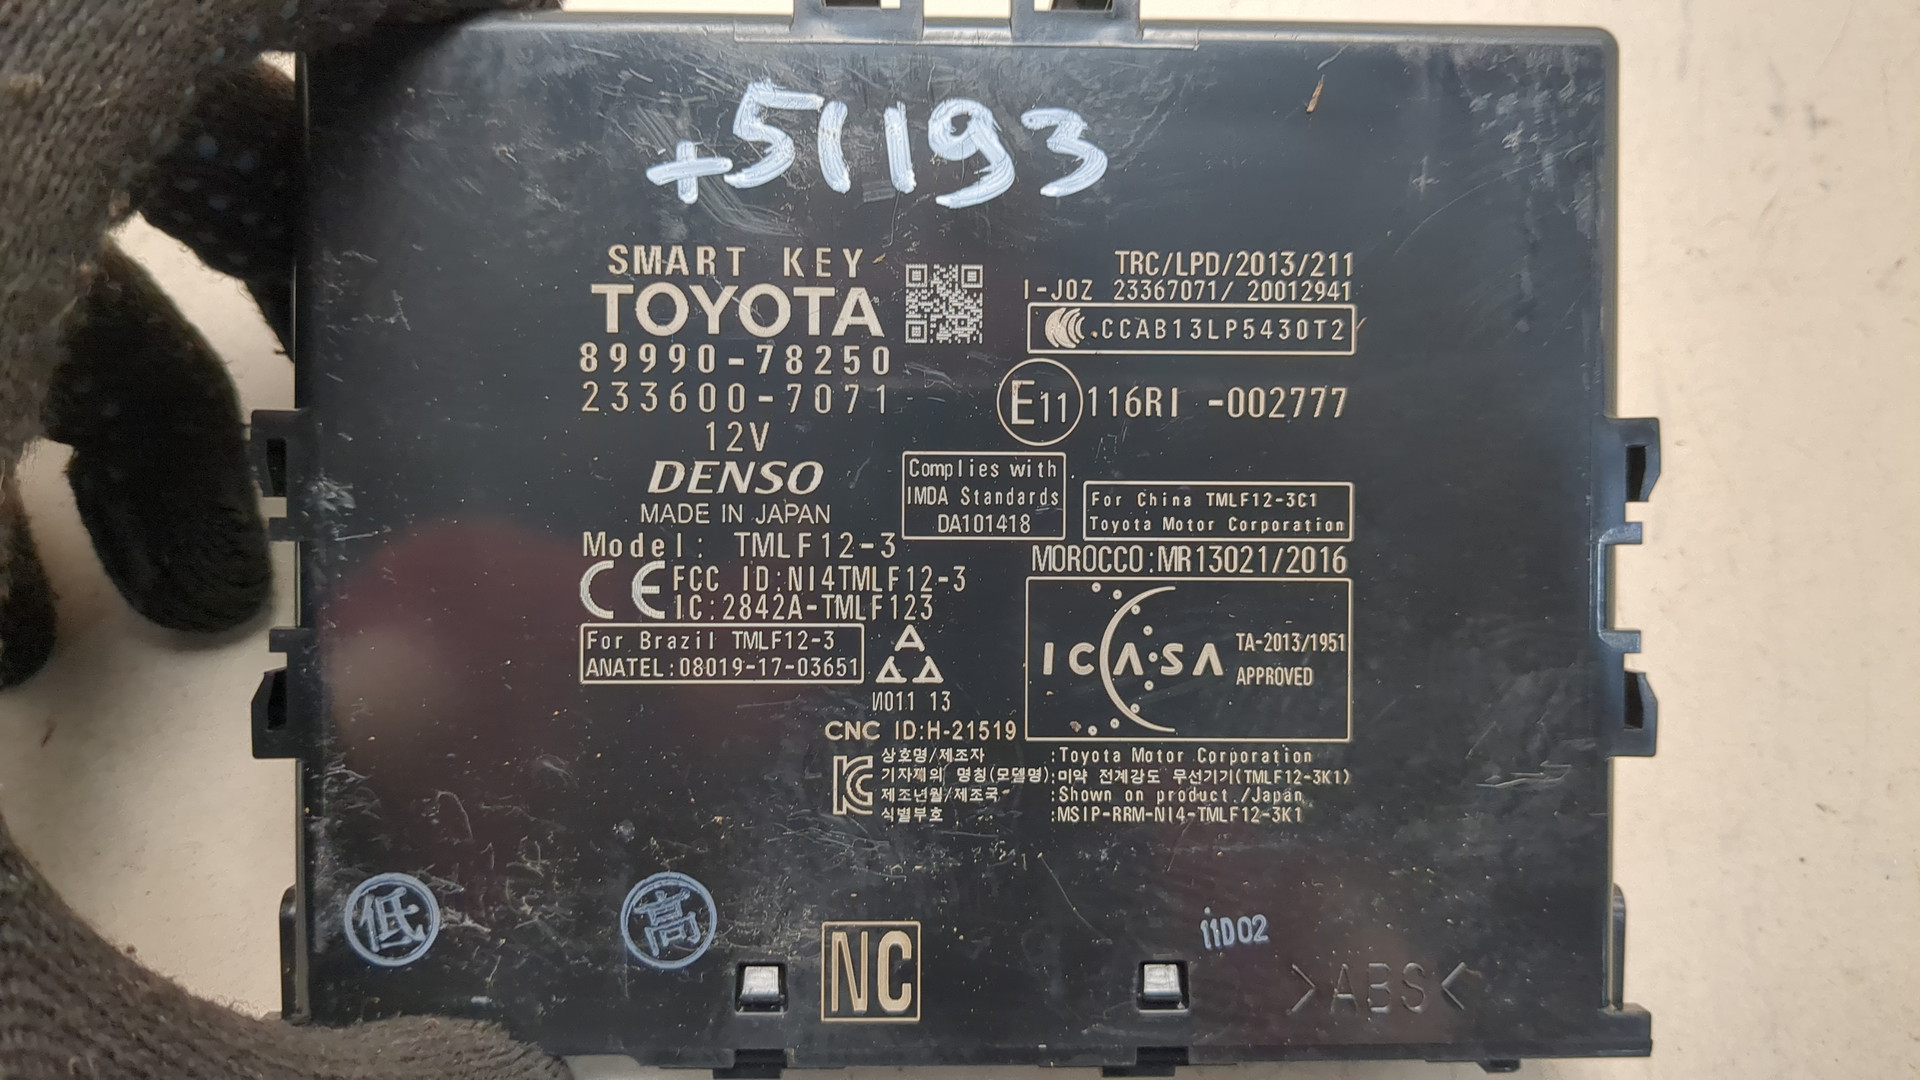 +51193
SMART KEY
TOYOTA
89990-78250
233600-7071
12V
DENSO
MADE IN JAPAN
Model: TMLF12-3
CE FCC ID:NI4TMLF12-3
IC:2842A-TMLF123
For Brazil TMLF12-3
ANATEL:08019-17-03651
TRC/LPD/2013/211
I-JOZ 23367071/ 20012941
CCAB13LP5430T2
E11 116RI -002777
Complies with
IMDA Standards
DA101418
For China TMLF12-3C1
Toyota Motor Corporation
MOROCCO:MR13021/2016
ICASA TA-2013/1951
APPROVED
И011 13
CNC ID:H-21519
상호명/제조자 :Toyota Motor Corporation
기자재의 명칭(모델명):미약 전계강도 무선기기(TMLF12-3K1)
제조년월/제조국 :Shown on product /Japan
식별부호 :MSIP-RRM-NI4-TMLF12-3K1
低
高
NC
11D02
>ABS<